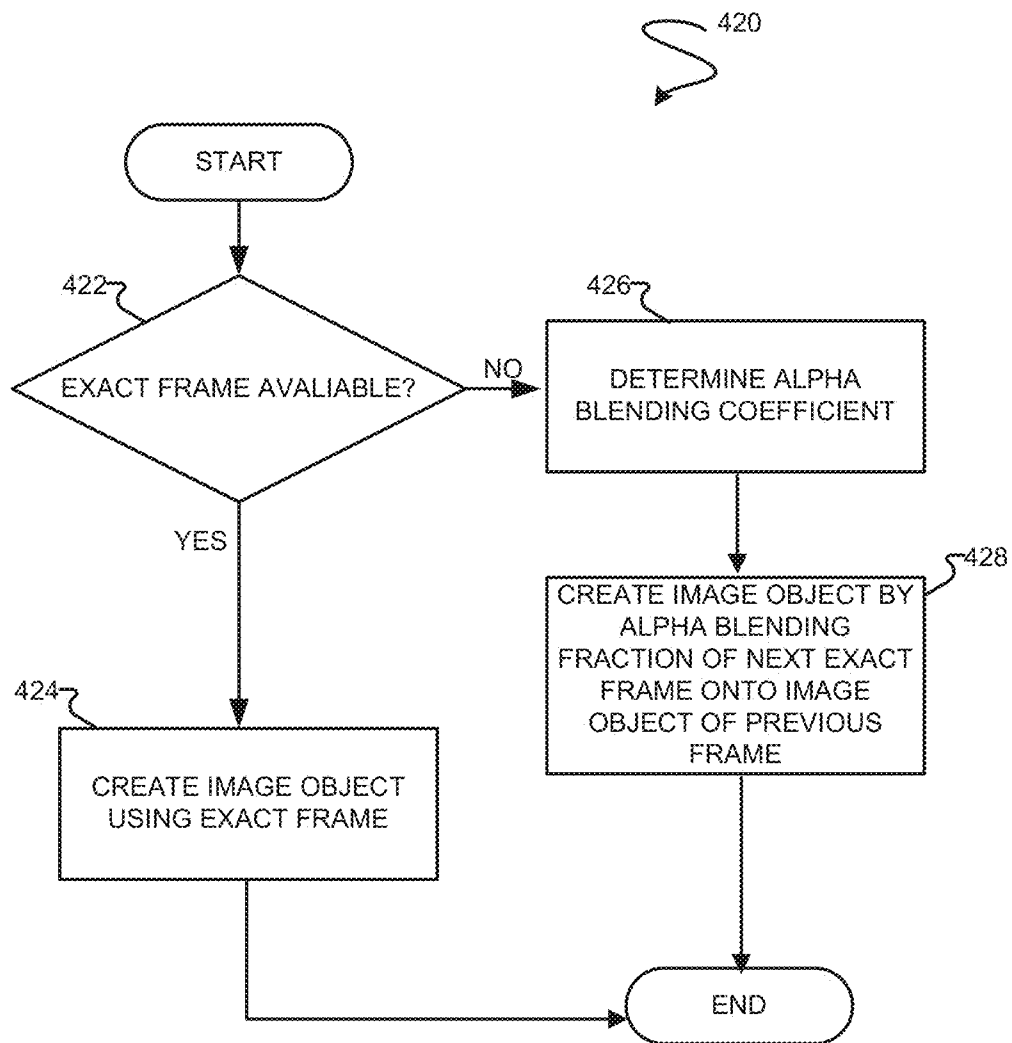 420
START
422
EXACT FRAME AVALIABLE?
NO
426
DETERMINE ALPHA
BLENDING COEFFICIENT
YES
428
CREATE IMAGE OBJECT BY
ALPHA BLENDING
FRACTION OF NEXT EXACT
FRAME ONTO IMAGE
OBJECT OF PREVIOUS
FRAME
424
CREATE IMAGE OBJECT
USING EXACT FRAME
END